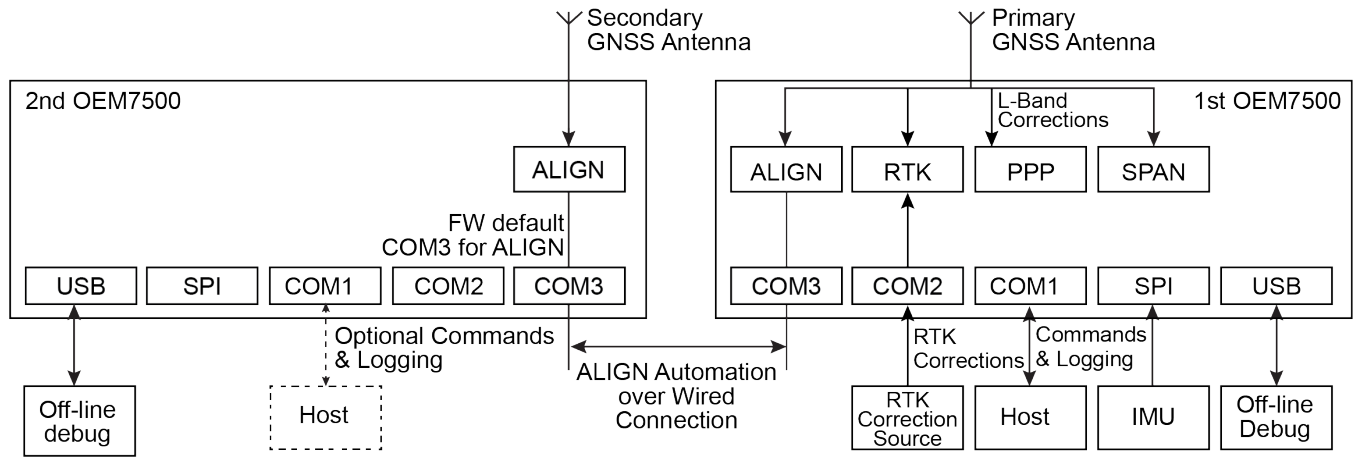 Secondary
GNSS Antenna
Primary
GNSS Antenna
2nd OEM7500
ALIGN
FW default
COM3 for ALIGN
USB
SPI
COM1
COM2
COM3
Optional Commands
& Logging
Off-line
debug
Host
ALIGN Automation
over Wired
Connection
1st OEM7500
L-Band
Corrections
ALIGN
RTK
PPP
SPAN
COM3
COM2
COM1
SPI
USB
RTK
Corrections
Commands
& Logging
RTK
Correction
Source
Host
IMU
Off-line
Debug